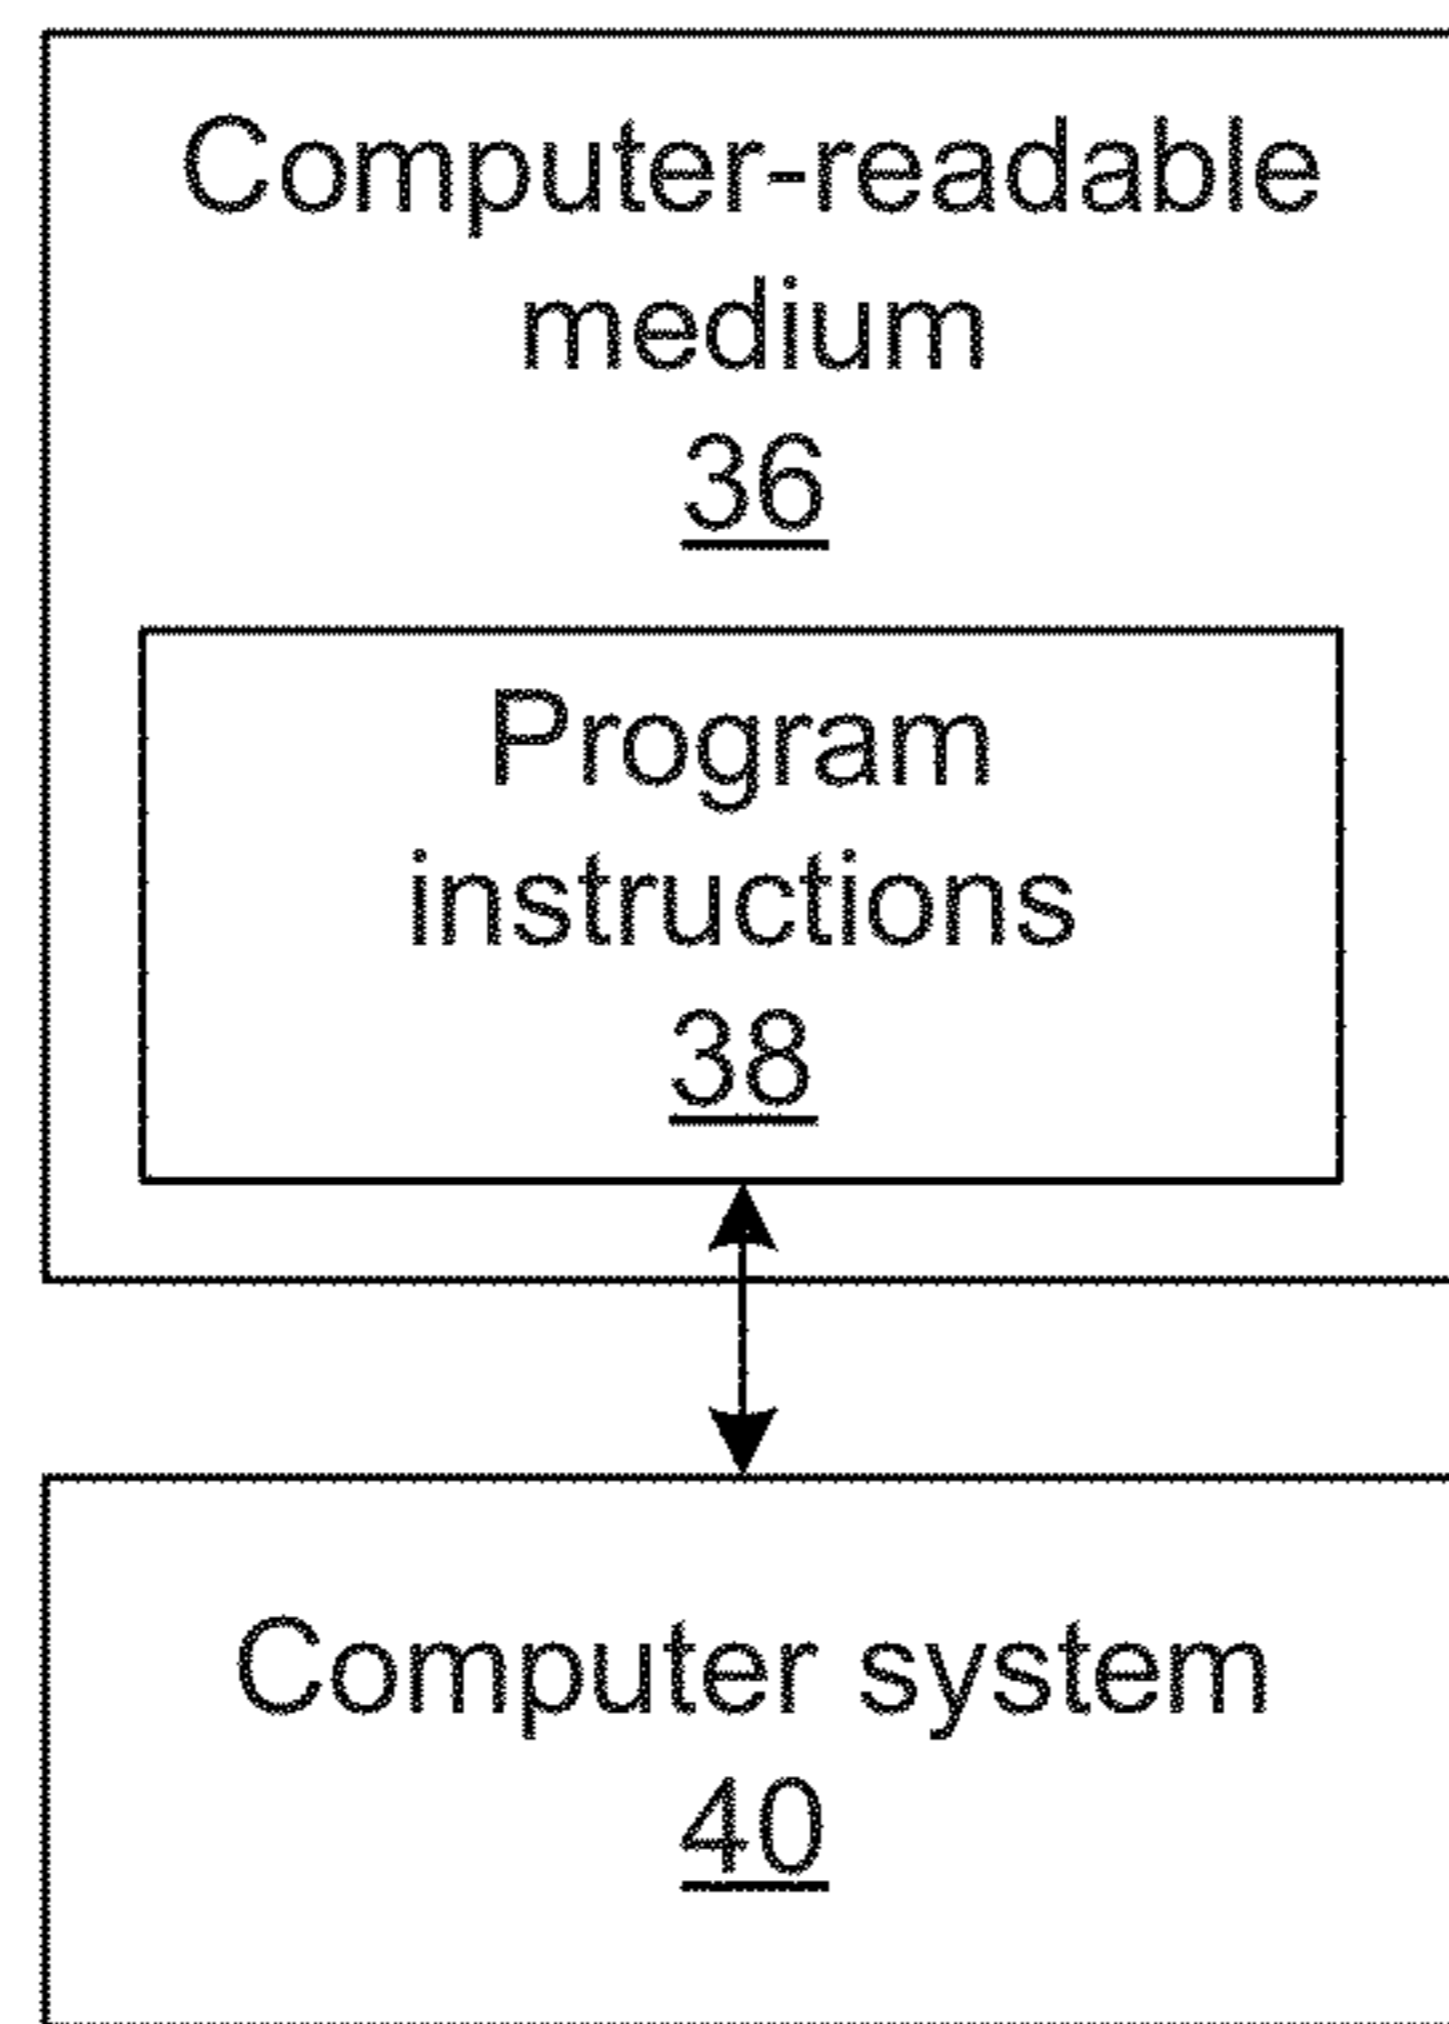 Computer-readable
medium
36
Program
instructions
38
Computer system
40